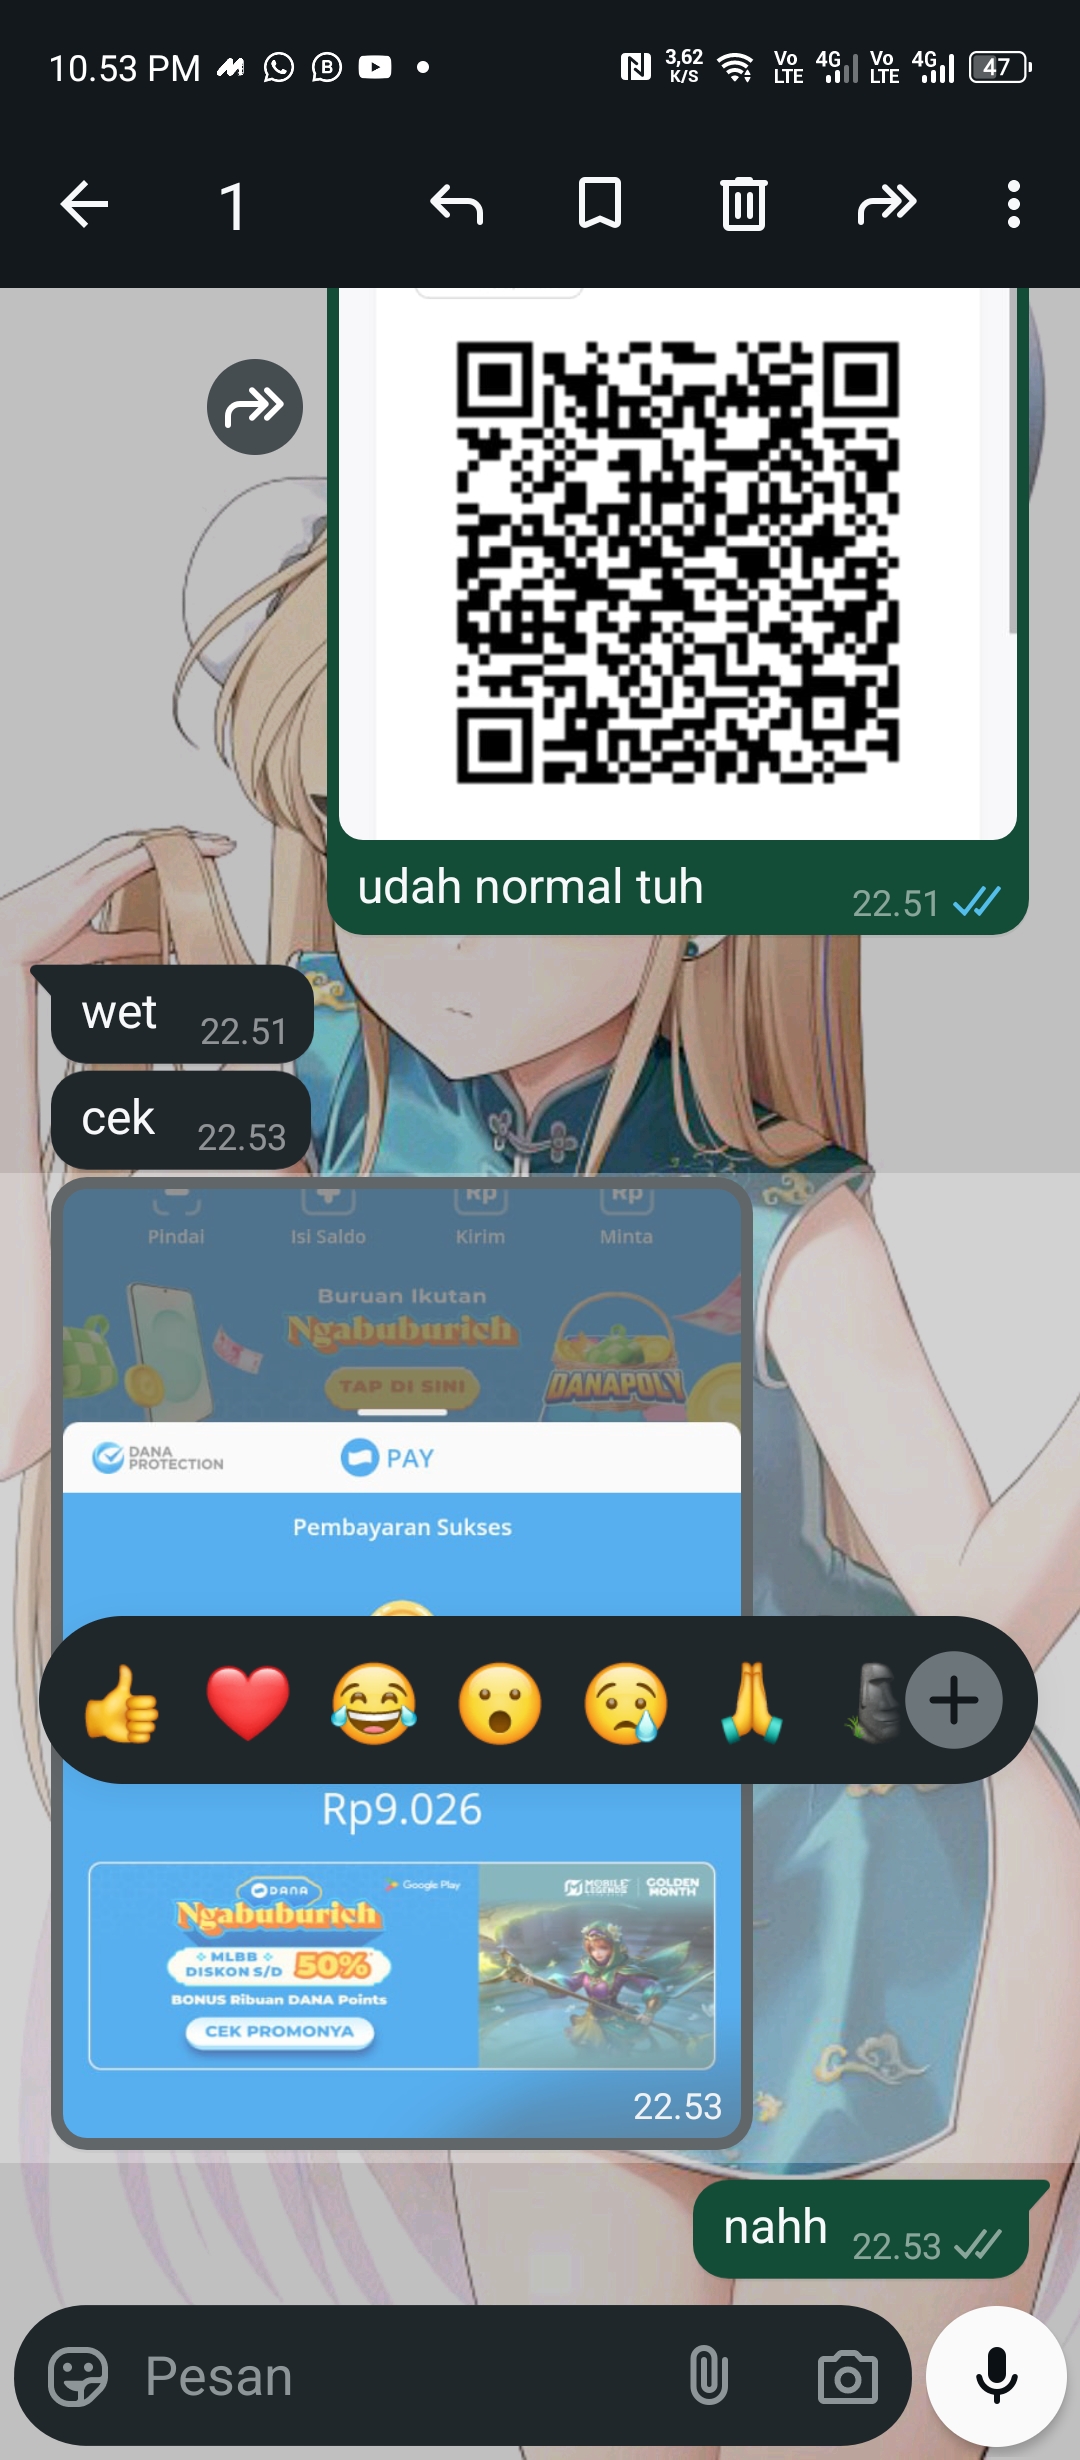 10.53 PM
3,62 K/S
Vo LTE
4G
Vo LTE
4G
47
1
udah normal tuh
22.51
wet
22.51
cek
22.53
Pindai
Isi Saldo
Kirim
Minta
Rp
Rp
Buruan Ikutan
Ngabuburich
TAP DI SINI
DANAPOLY
DANA
PROTECTION
PAY
Pembayaran Sukses
Rp9.026
DANA
Google Play
Ngabuburich
MLBB
DISKON S/D 50%
BONUS Ribuan DANA Points
CEK PROMONYA
MOBILE LEGENDS
GOLDEN MONTH
22.53
nahh
22.53
Pesan